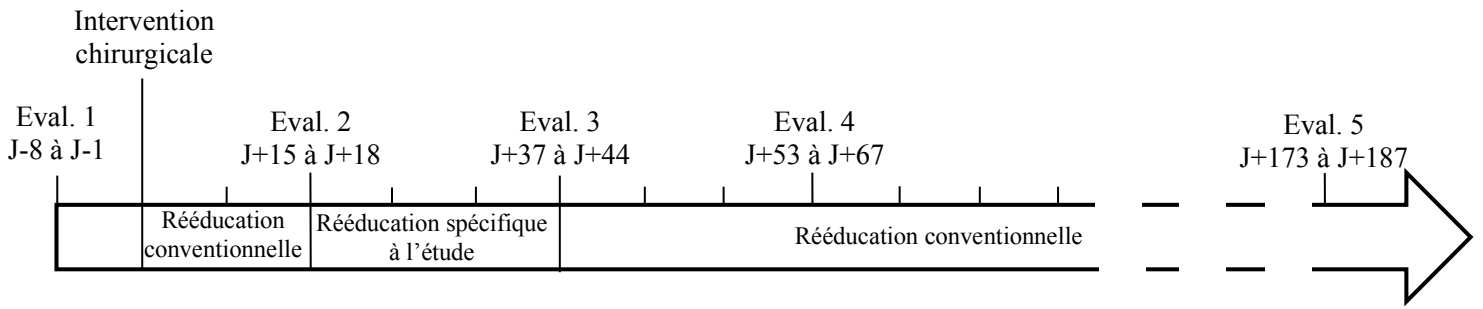 Intervention
chirurgicale
Eval. 1
J-8 à J-1
Eval. 2
J+15 à J+18
Eval. 3
J+37 à J+44
Eval. 4
J+53 à J+67
Eval. 5
J+173 à J+187
Rééducation
conventionnelle
Rééducation spécifique
à l’étude
Rééducation conventionnelle